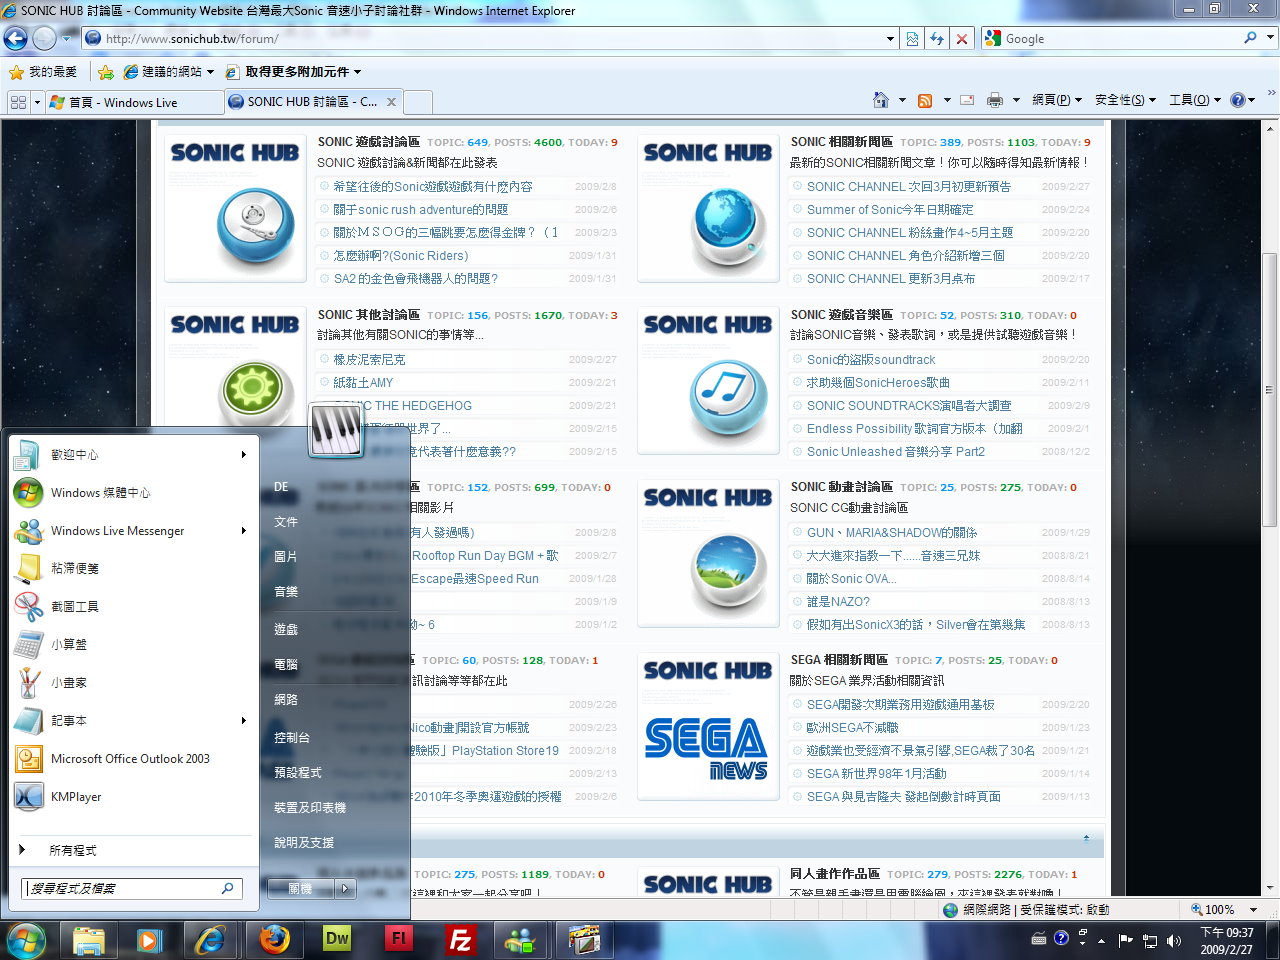 SONIC HUB 討論區 - Community Website 台灣最大Sonic 音速小子討論社群 - Windows Internet Explorer
http://www.sonichub.tw/forum/
Google
我的最愛
建議的網站
取得更多附加元件
首頁 - Windows Live
SONIC HUB 討論區 - C...
網頁(P)
安全性(S)
工具(O)
SONIC HUB
SONIC 遊戲討論區 TOPIC: 649, POSTS: 4600, TODAY: 9
SONIC 遊戲討論&新聞都在此發表
希望往後的Sonic遊戲遊戲有什麼內容 2009/2/8
關于sonic rush adventure的問題 2009/2/6
關於ＭＳＯＧ的三幅跳要怎麼得金牌？（1 2009/2/3
怎麼辦啊?(Sonic Riders) 2009/1/31
SA2 的金色會飛機器人的問題? 2009/1/31
SONIC HUB
SONIC 相關新聞區 TOPIC: 389, POSTS: 1103, TODAY: 9
最新的SONIC相關新聞文章！你可以隨時得知最新情報！
SONIC CHANNEL 次回3月初更新預告 2009/2/27
Summer of Sonic今年日期確定 2009/2/24
SONIC CHANNEL 粉絲畫作4~5月主題 2009/2/20
SONIC CHANNEL 角色介紹新增三個 2009/2/20
SONIC CHANNEL 更新3月桌布 2009/2/17
SONIC HUB
SONIC 其他討論區 TOPIC: 156, POSTS: 1670, TODAY: 3
討論其他有關SONIC的事情等...
橡皮泥索尼克 2009/2/27
紙黏土AMY 2009/2/21
THE HEDGEHOG 2009/2/21
世界了... 2009/2/15
代表著什麼意義?? 2009/2/15
SONIC HUB
SONIC 遊戲音樂區 TOPIC: 52, POSTS: 310, TODAY: 0
討論SONIC音樂、發表歌詞，或是提供試聽遊戲音樂！
Sonic的盜版soundtrack 2009/2/20
求助幾個SonicHeroes歌曲 2009/2/11
SONIC SOUNDTRACKS演唱者大調查 2009/2/9
Endless Possibility 歌詞官方版本（加翻 2009/2/1
Sonic Unleashed 音樂分享 Part2 2008/12/2
TOPIC: 152, POSTS: 699, TODAY: 0
相關影片
有人發過嗎)
Rooftop Run Day BGM + 歌 2009/2/7
Escape最速Speed Run 2009/1/28
2009/1/9
~ 6 2009/1/2
SONIC HUB
SONIC 動畫討論區 TOPIC: 25, POSTS: 275, TODAY: 0
SONIC CG動畫討論區
GUN、MARIA&SHADOW的關係 2009/1/29
大大進來指教一下......音速三兄妹 2008/8/21
關於Sonic OVA... 2008/8/14
誰是NAZO? 2008/8/13
假如有出SonicX3的話，Silver會在第幾集 2008/8/13
TOPIC: 60, POSTS: 128, TODAY: 1
訊討論等等都在此
2009/2/26
Nico動畫]開設官方帳號 2009/2/23
版」PlayStation Store19 2009/2/18
2009/2/13
2010年冬季奧運遊戲的授權 2009/2/6
SONIC HUB
SEGA NEWS
SEGA 相關新聞區 TOPIC: 7, POSTS: 25, TODAY: 0
關於SEGA 業界活動相關資訊
SEGA開發次期業務用遊戲通用基板 2009/2/20
歐洲SEGA不減職 2009/1/23
遊戲業也受經濟不景氣引響,SEGA裁了30名 2009/1/21
SEGA 新世界98年1月活動 2009/1/14
SEGA 與見吉隆夫 發起倒數計時頁面 2009/1/13
TOPIC: 275, POSTS: 1189, TODAY: 0
SONIC HUB
同人畫作作品區 TOPIC: 279, POSTS: 2276, TODAY: 1
不管是親手畫還是用電腦繪圖，來這裡發表就對嚕！
歡迎中心
Windows 媒體中心
Windows Live Messenger
粘滯便箋
截圖工具
小算盤
小畫家
記事本
Microsoft Office Outlook 2003
KMPlayer
所有程式
搜尋程式及檔案
DE
文件
圖片
音樂
遊戲
電腦
網路
控制台
預設程式
裝置及印表機
說明及支援
關機
網際網路 | 受保護模式: 啟動
100%
Dw
Fl
Fz
下午 09:37
2009/2/27